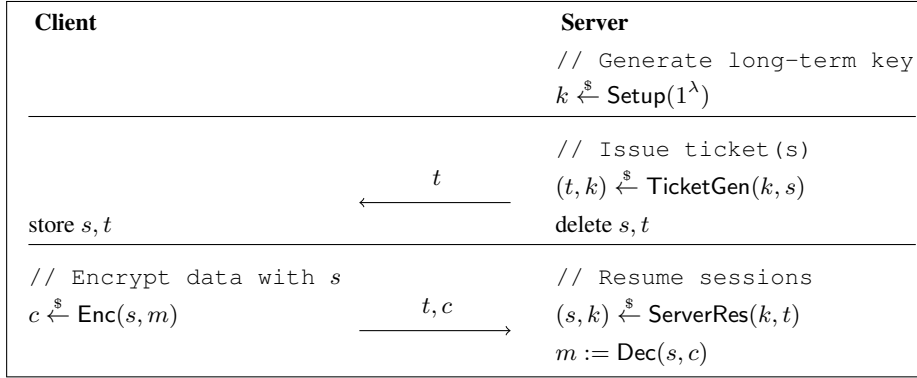 Client Server
// Generate long-term key
k ←$ Setup(1^λ)
// Issue ticket(s)
t (t, k) ←$ TicketGen(k, s)
store s, t delete s, t
// Encrypt data with s // Resume sessions
c ←$ Enc(s, m) t, c (s, k) ←$ ServerRes(k, t)
m := Dec(s, c)